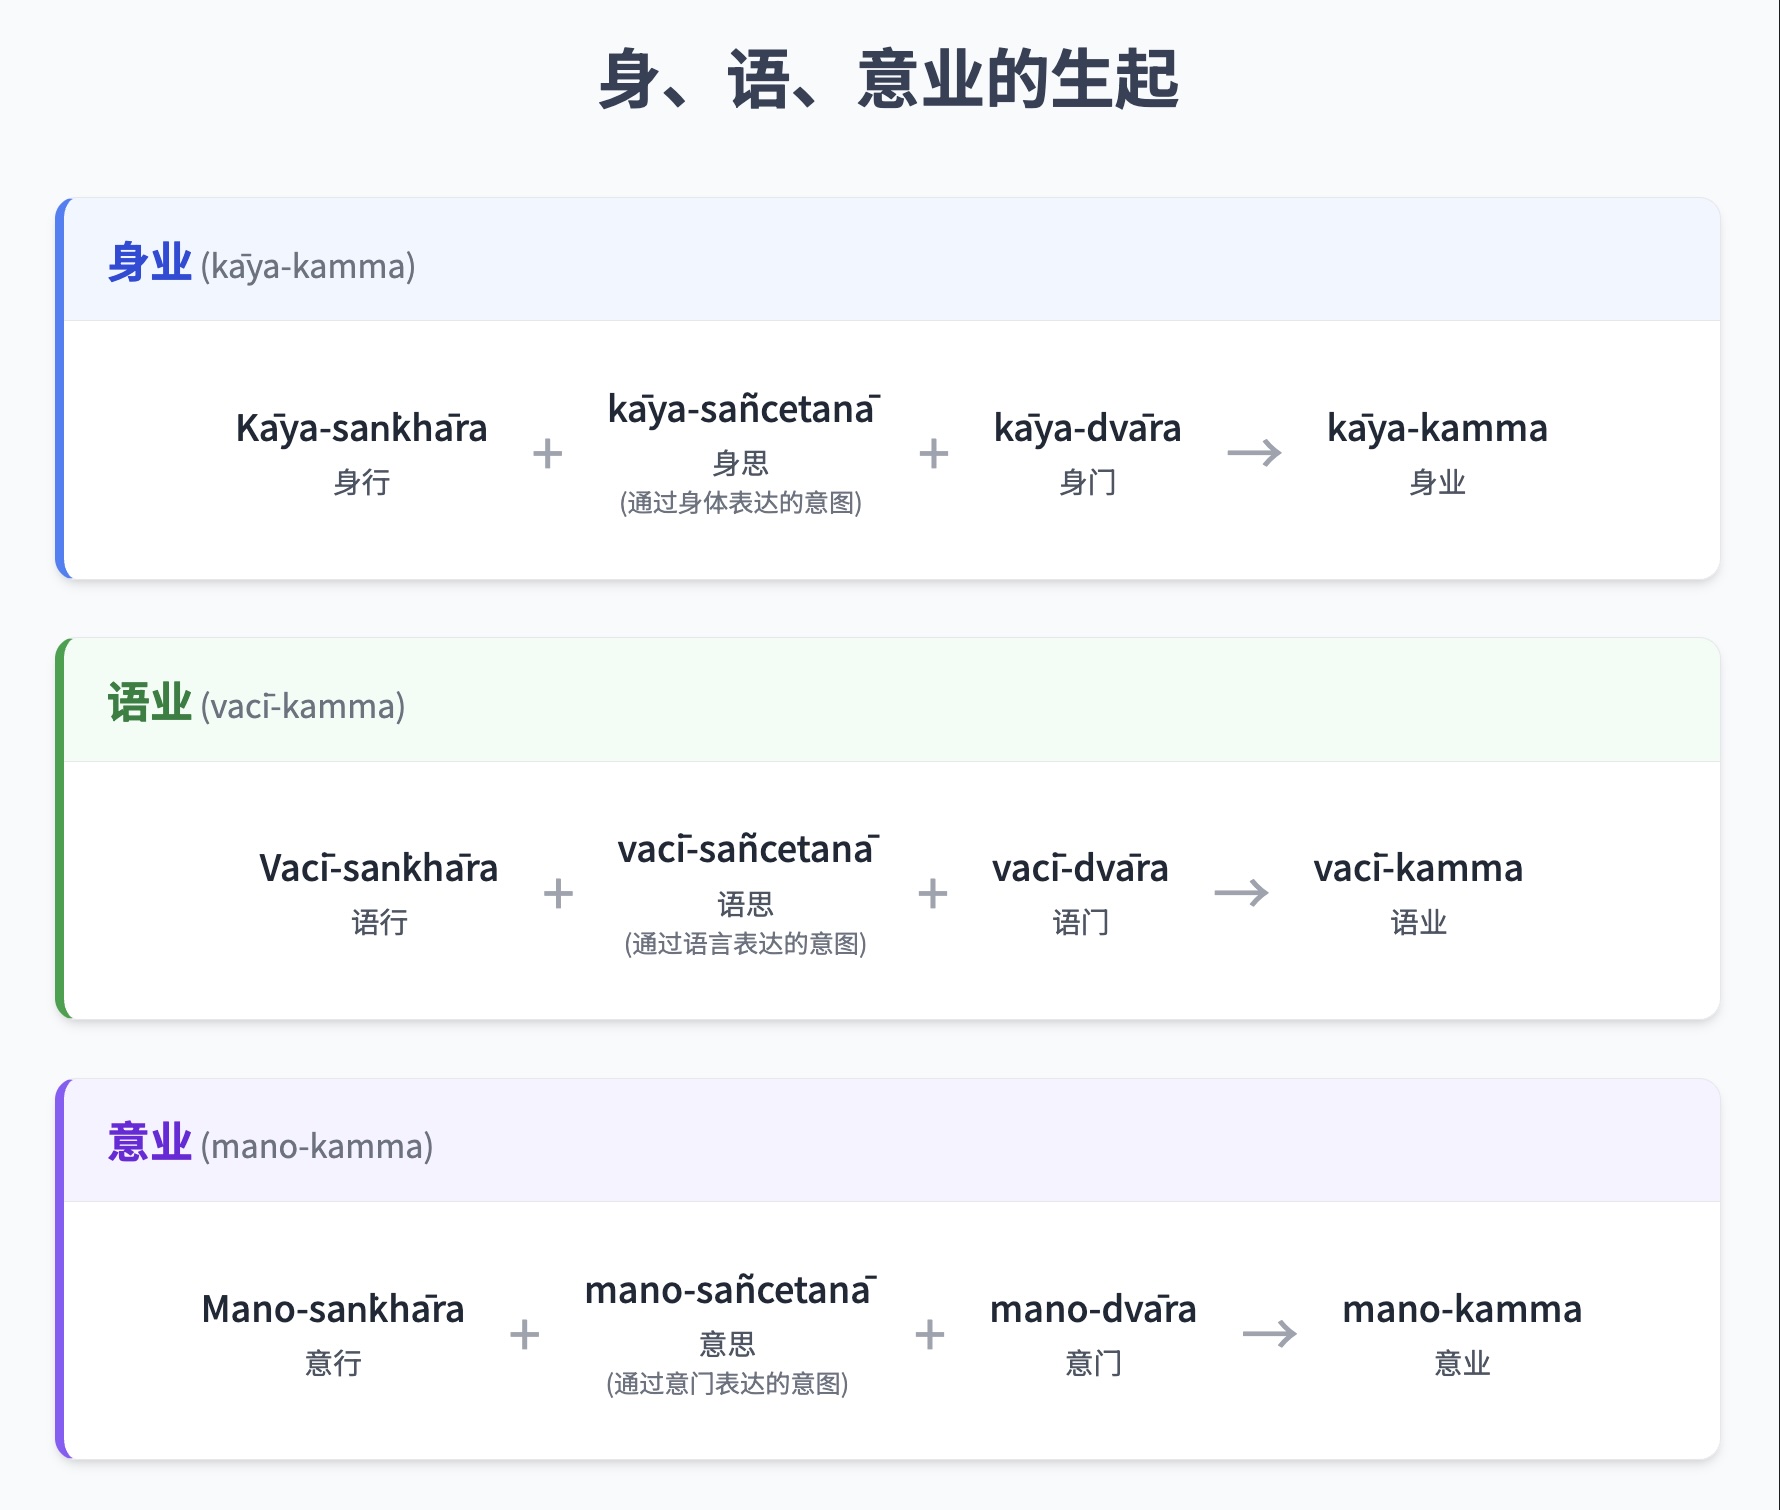 身、语、意业的生起
身业 (kāya-kamma)
Kāya-saṅkhāra + kāya-sañcetanā + kāya-dvāra → kāya-kamma
身行 身思 身门 身业
(通过身体表达的意图)
语业 (vacī-kamma)
Vacī-saṅkhāra + vacī-sañcetanā + vacī-dvāra → vacī-kamma
语行 语思 语门 语业
(通过语言表达的意图)
意业 (mano-kamma)
Mano-saṅkhāra + mano-sañcetanā + mano-dvāra → mano-kamma
意行 意思 意门 意业
(通过意门表达的意图)